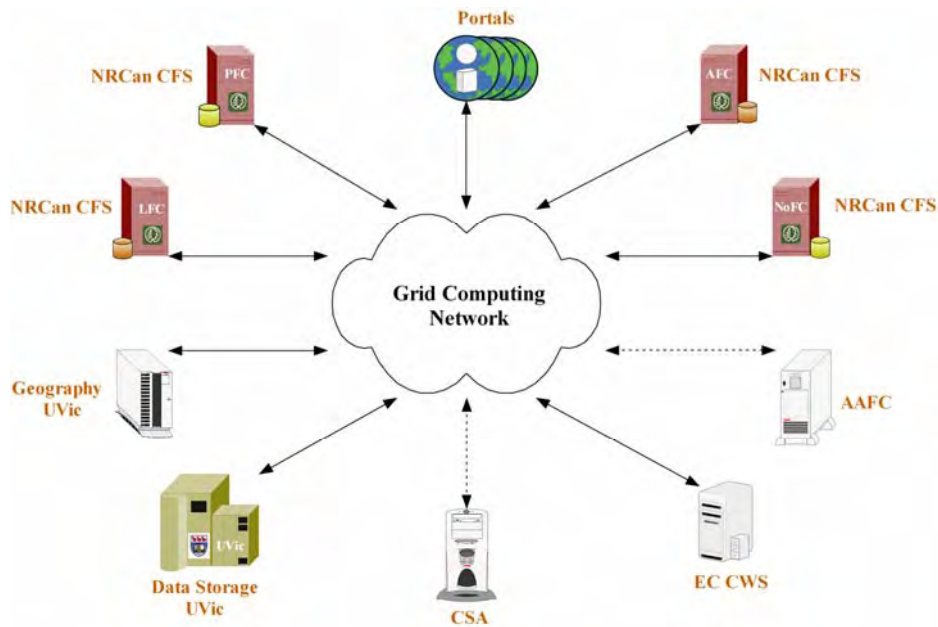 Portals
NRCan CFS
PFC
AFC
NRCan CFS
NRCan CFS
LFC
NoFC
NRCan CFS
Grid Computing
Network
Geography
UVic
AAFC
UVic
Data Storage
UVic
CSA
EC CWS